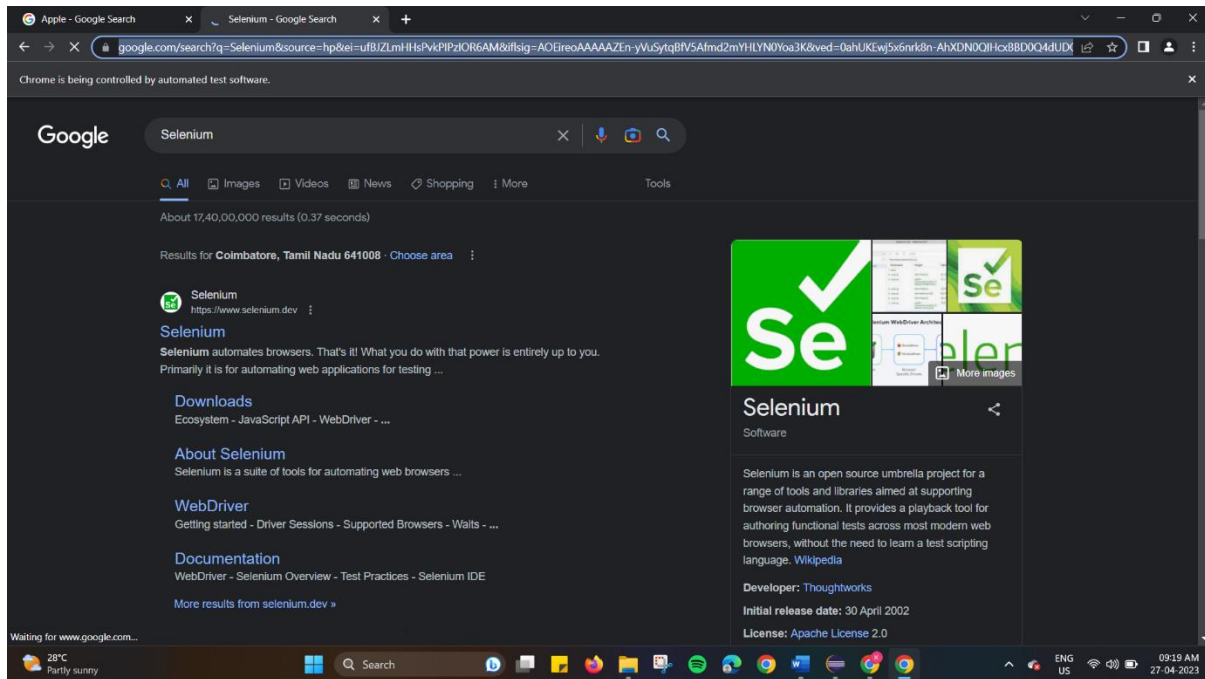 Apple - Google Search
Selenium - Google Search
google.com/search?q=Selenium&source=hp&ei=ufBJZLmHHsPvkPIPzIOR6AM&iflsig=AOEireoAAAAAZEn-yVuSytqBfV5Afmd2mYHLYN0Yoa3K&ved=0ahUKEwj5x6nrk8n-AhXDN0QIHcxBBD0Q4dUD
Chrome is being controlled by automated test software.
Google
Selenium
All Images Videos News Shopping More Tools
About 17,40,00,000 results (0.37 seconds)
Results for Coimbatore, Tamil Nadu 641008 · Choose area
Selenium
https://www.selenium.dev
Selenium
Selenium automates browsers. That's it! What you do with that power is entirely up to you.
Primarily it is for automating web applications for testing ...
Downloads
Ecosystem - JavaScript API - WebDriver - ...
About Selenium
Selenium is a suite of tools for automating web browsers ...
WebDriver
Getting started - Driver Sessions - Supported Browsers - Waits - ...
Documentation
WebDriver - Selenium Overview - Test Practices - Selenium IDE
More results from selenium.dev »
Se
Se
elenium WebDriver Architec
elen
More images
Selenium
Software
Selenium is an open source umbrella project for a
range of tools and libraries aimed at supporting
browser automation. It provides a playback tool for
authoring functional tests across most modern web
browsers, without the need to learn a test scripting
language. Wikipedia
Developer: Thoughtworks
Initial release date: 30 April 2002
License: Apache License 2.0
Waiting for www.google.com...
28°C
Partly sunny
Search
ENG
US
09:19 AM
27-04-2023